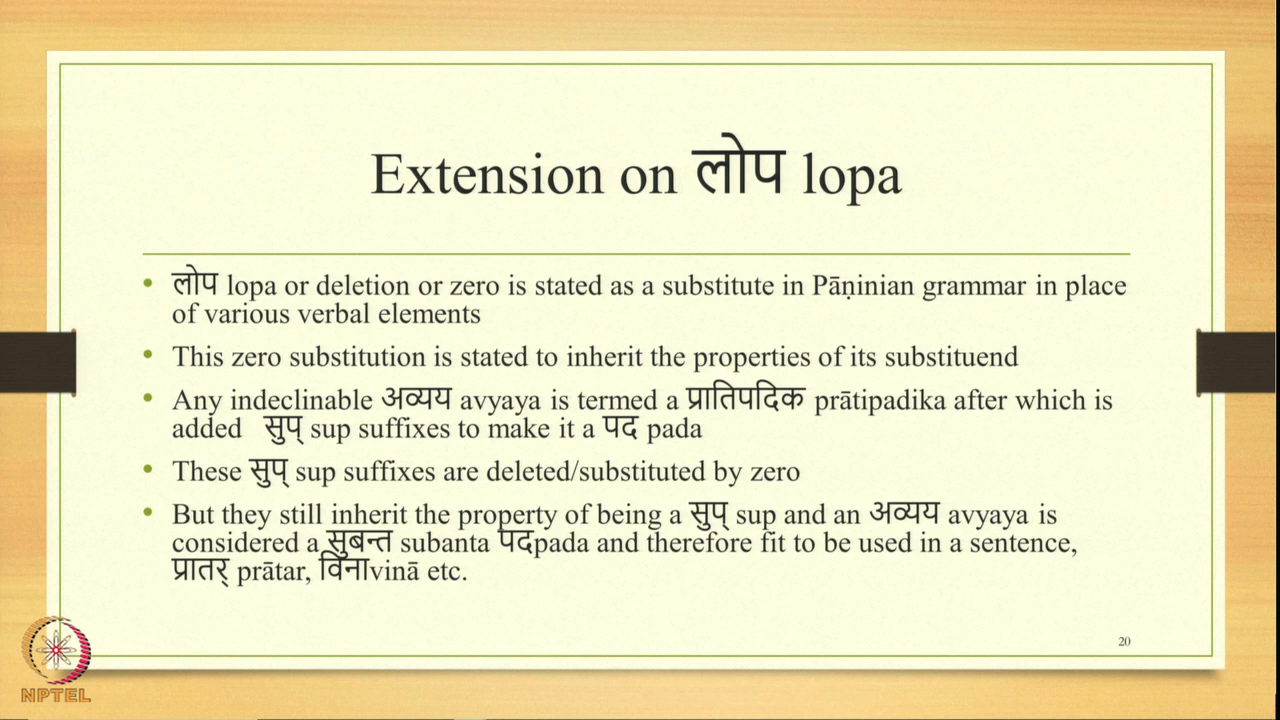 Extension on लोप lopa
• लोप lopa or deletion or zero is stated as a substitute in Pāṇinian grammar in place
of various verbal elements
• This zero substitution is stated to inherit the properties of its substituend
• Any indeclinable अव्यय avyaya is termed a प्रातिपदिक prātipadika after which is
added सुप् sup suffixes to make it a पद pada
• These सुप् sup suffixes are deleted/substituted by zero
• But they still inherit the property of being a सुप् sup and an अव्यय avyaya is
considered a सुबन्त subanta पदpada and therefore fit to be used in a sentence,
प्रातर् prātar, विनाvinā etc.
20
NPTEL